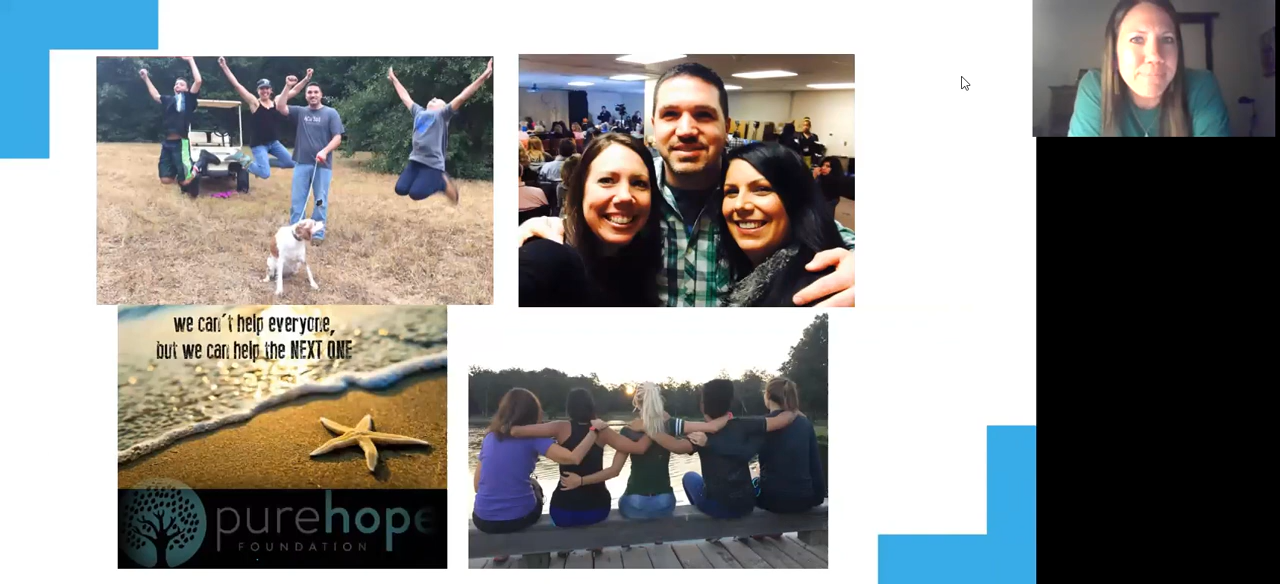 we can't help everyone,
but we can help the NEXT ONE
purehope
FOUNDATION